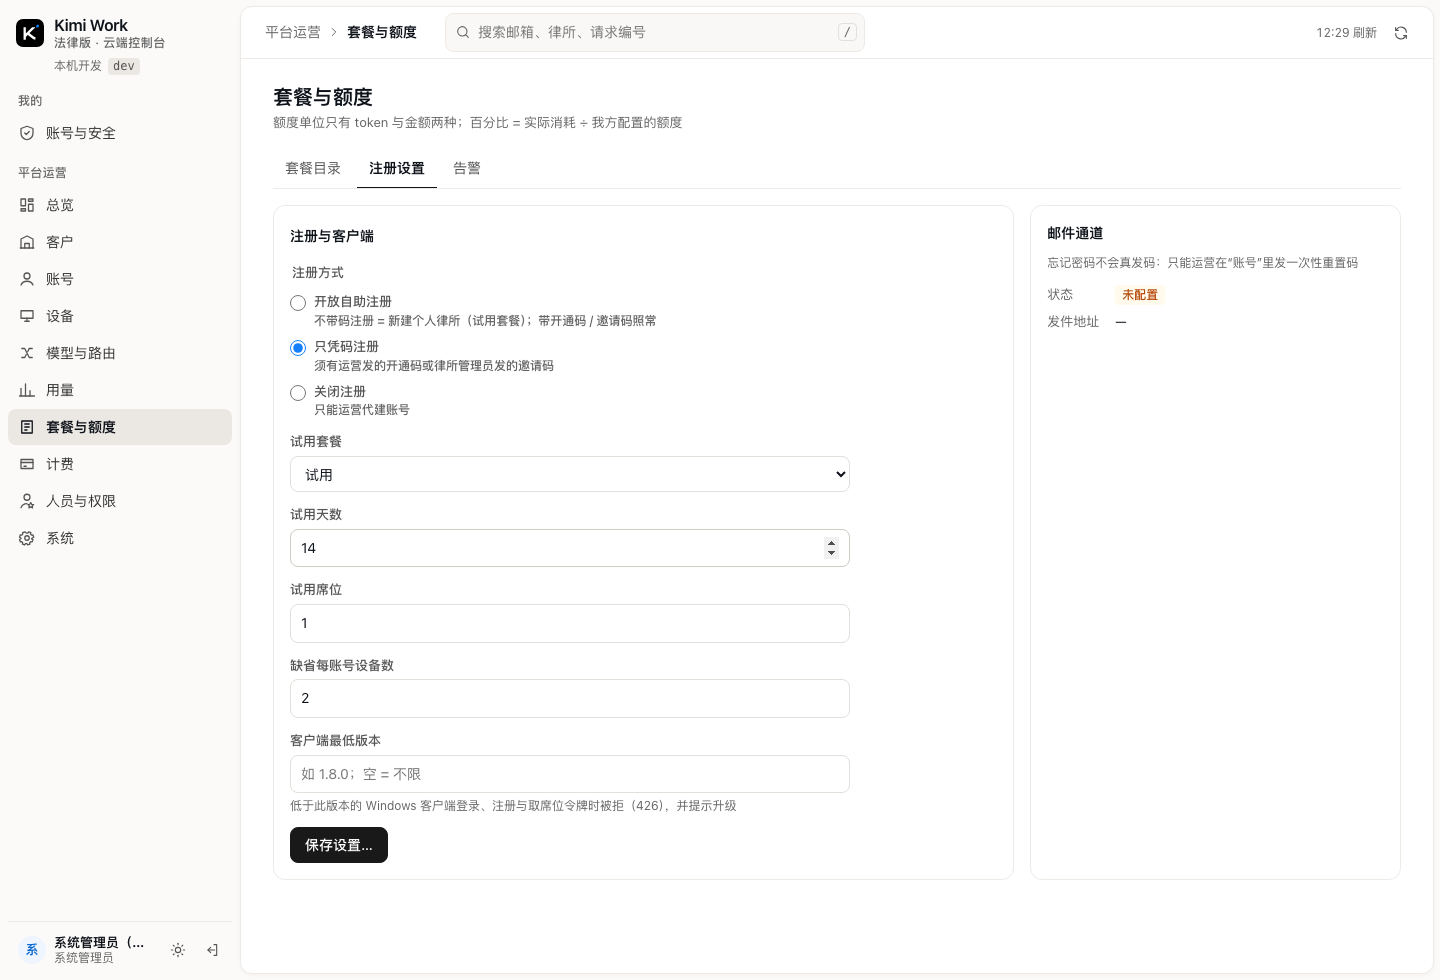 Kimi Work
法律版 · 云端控制台
本机开发 dev
我的
账号与安全
平台运营
总览
客户
账号
设备
模型与路由
用量
套餐与额度
计费
人员与权限
系统
系
系统管理员（...
系统管理员
平台运营 > 套餐与额度
搜索邮箱、律所、请求编号
/
12:29 刷新
套餐与额度
额度单位只有 token 与金额两种；百分比 = 实际消耗 ÷ 我方配置的额度
套餐目录
注册设置
告警
注册与客户端
注册方式
开放自助注册
不带码注册 = 新建个人律所（试用套餐）；带开通码 / 邀请码照常
只凭码注册
须有运营发的开通码或律所管理员发的邀请码
关闭注册
只能运营代建账号
试用套餐
试用
试用天数
14
试用席位
1
缺省每账号设备数
2
客户端最低版本
如 1.8.0；空 = 不限
低于此版本的 Windows 客户端登录、注册与取席位令牌时被拒（426），并提示升级
保存设置...
邮件通道
忘记密码不会真发码：只能运营在“账号”里发一次性重置码
状态 未配置
发件地址 —